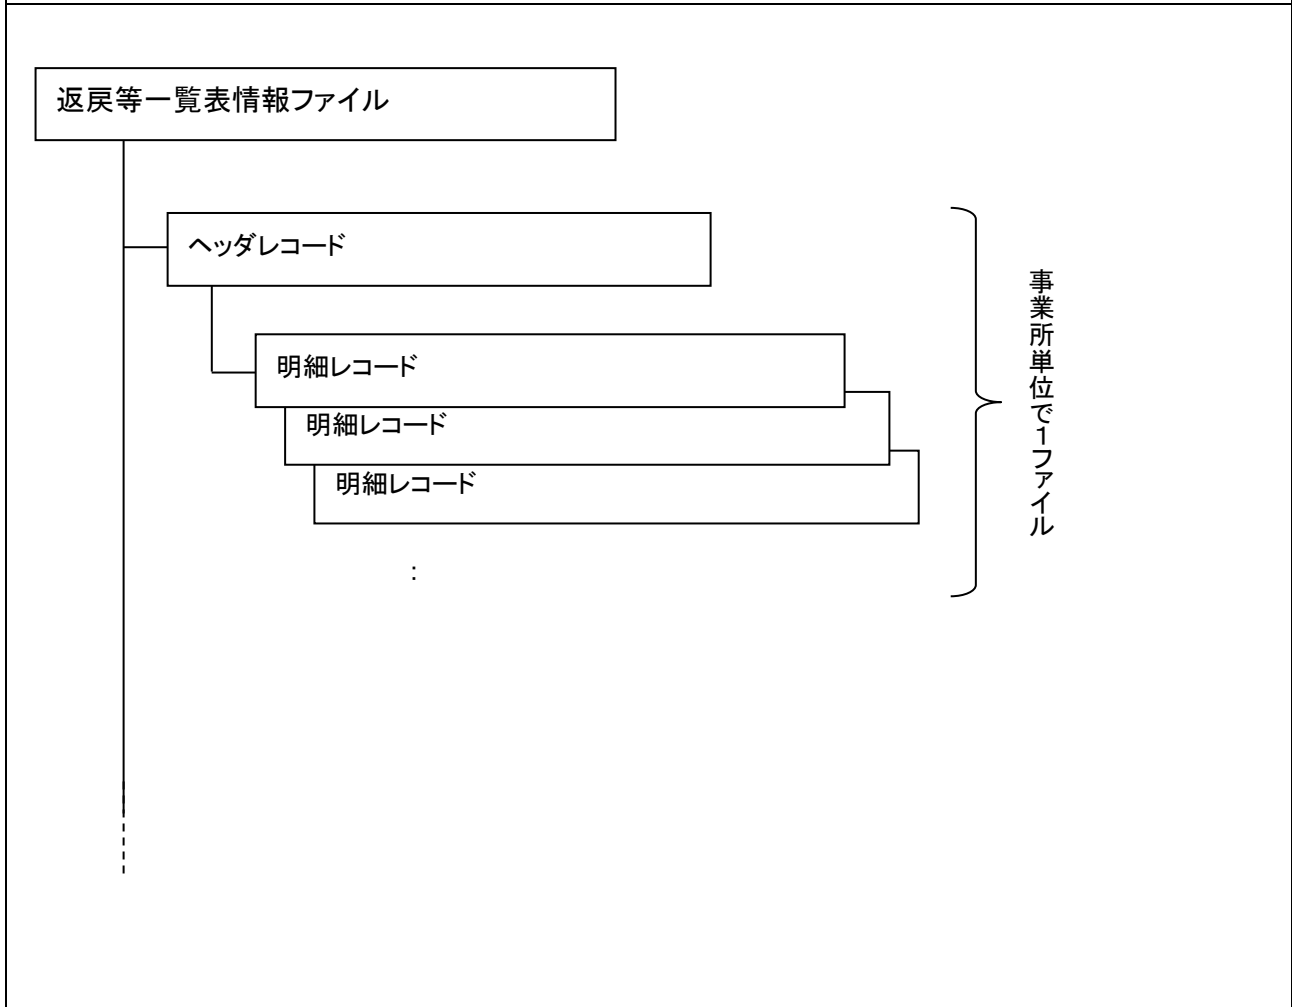 返戻等一覧表情報ファイル
ヘッダレコード
明細レコード
明細レコード
明細レコード
：
事業所単位で１ファイル